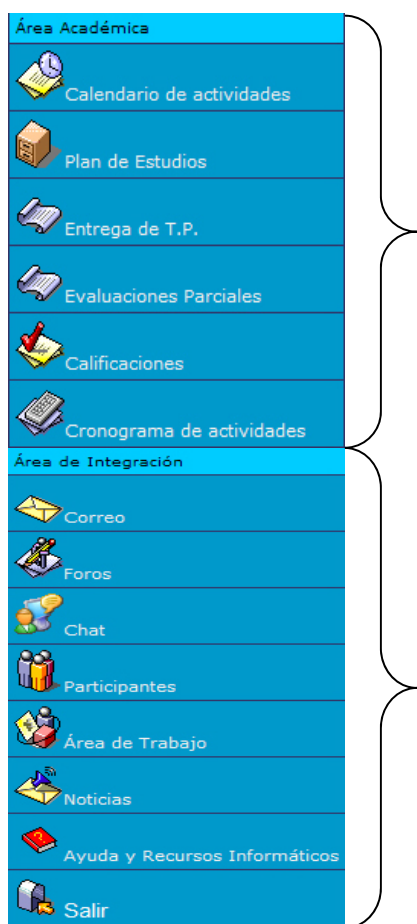 Área Académica
Calendario de actividades
Plan de Estudios
Entrega de T.P.
Evaluaciones Parciales
Calificaciones
Cronograma de actividades
Área de Integración
Correo
Foros
Chat
Participantes
Área de Trabajo
Noticias
Ayuda y Recursos Informáticos
Salir